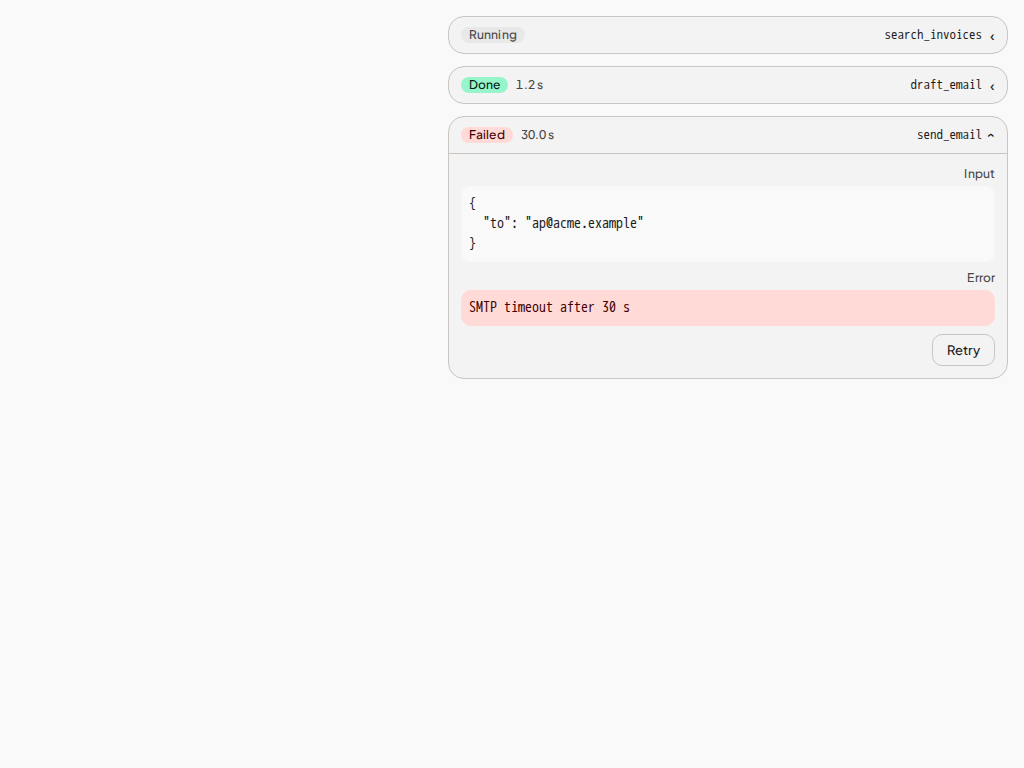 Running search_invoices ‹
Done 1.2s draft_email ‹
Failed 30.0s send_email ›
Input
{
  "to": "ap@acme.example"
}
Error
SMTP timeout after 30 s
Retry